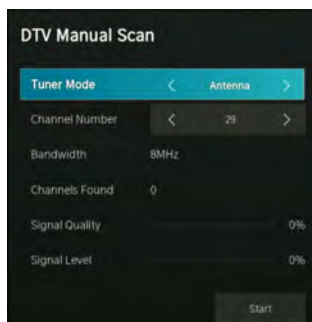 DTV Manual Scan
Tuner Mode < Antenna >
Channel Number < 29 >
Bandwidth 8MHz
Channels Found 0
Signal Quality 0%
Signal Level 0%
Start